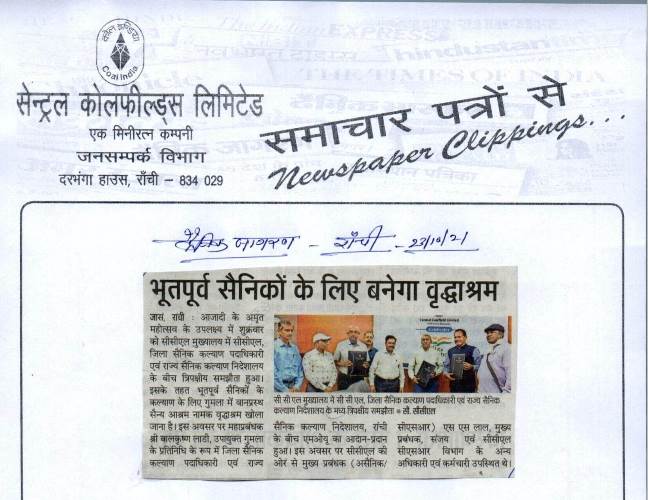 कोल इण्डिया
Coal India
सेन्ट्रल कोलफील्ड्स लिमिटेड
एक मिनीरत्न कम्पनी
जनसम्पर्क विभाग
दरभंगा हाउस, राँची – 834 029
समाचार पत्रों से
Newspaper Clippings...
EXPRESS
hindustan
THE TIMES OF INDIA
दैनिक जागरण – राँची – 23/10/21
भूतपूर्व सैनिकों के लिए बनेगा वृद्धाश्रम
जासं, रांची : आजादी के अमृत
महोत्सव के उपलक्ष्य में शुक्रवार
को सीसीएल मुख्यालय में सीसीएल,
जिला सैनिक कल्याण पदाधिकारी
एवं राज्य सैनिक कल्याण निदेशालय
के बीच त्रिपक्षीय समझौता हुआ।
इसके तहत भूतपूर्व सैनिकों के
कल्याण के लिए गुमला में वानप्रस्थ
सैन्य आश्रम नामक वृद्धाश्रम खोला
जाना है। इस अवसर पर महाप्रबंधक
श्री बालकृष्ण लाडी, उपायुक्त गुमला
के प्रतिनिधि के रूप में जिला सैनिक
कल्याण पदाधिकारी एवं राज्य
सी सी एल मुख्यालय ने सी सी एल, जिला सैनिक कल्याण पदाधिकारी एवं राज्य सैनिक
कल्याण निदेशालय के मध्य त्रिपक्षीय समझौता ● सौ. सीसीएल
सैनिक कल्याण निदेशालय, रांची
के बीच एमओयू का आदान-प्रदान
हुआ। इस अवसर पर सीसीएल की
ओर से मुख्य प्रबंधक (असैनिक/
सीएसआर) एस एस लाल, मुख्य
प्रबंधक, संजय एवं सीसीएल
सीएसआर विभाग के अन्य
अधिकारी एवं कर्मचारी उपस्थित थे।